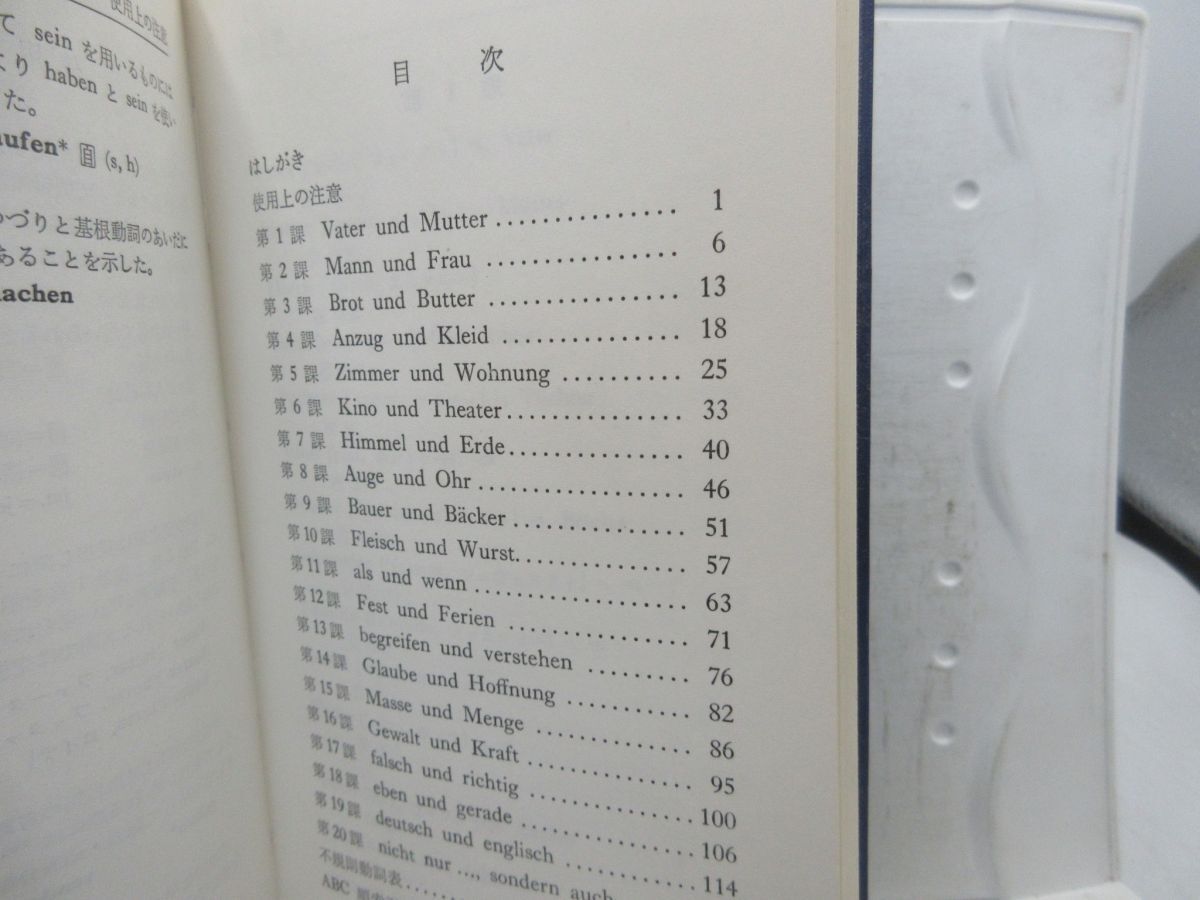 使用上の注意
て sein を用いるものには
より haben と sein を使い
た。
aufen* 自 (s, h)
づりと基根動詞のあいだに
あることを示した。
achen
目 次
はしがき
使用上の注意
第1課 Vater und Mutter ............... 1
第2課 Mann und Frau ............... 6
第3課 Brot und Butter ............... 13
第4課 Anzug und Kleid .............. 18
第5課 Zimmer und Wohnung .......... 25
第6課 Kino und Theater.............. 33
第7課 Himmel und Erde............... 40
第8課 Auge und Ohr ................. 46
第9課 Bauer und Bäcker .............. 51
第10課 Fleisch und Wurst.............. 57
第11課 als und wenn .................. 63
第12課 Fest und Ferien ............... 71
第13課 begreifen und verstehen ......... 76
第14課 Glaube und Hoffnung ........... 82
第15課 Masse und Menge ............. 86
第16課 Gewalt und Kraft .............. 95
第17課 falsch und richtig .............. 100
第18課 eben und gerade .............. 106
第19課 deutsch und englisch ........... 114
第20課 nicht nur ..., sondern auch
不規則動詞表
ABC